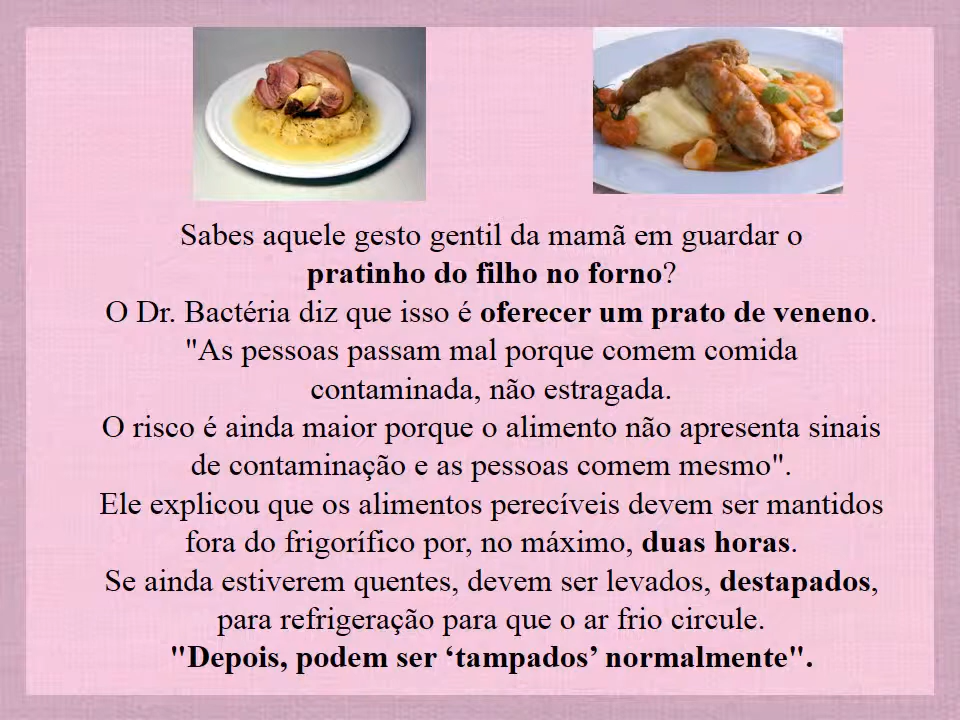 Sabes aquele gesto gentil da mamã em guardar o
pratinho do filho no forno?
O Dr. Bactéria diz que isso é oferecer um prato de veneno.
"As pessoas passam mal porque comem comida
contaminada, não estragada.
O risco é ainda maior porque o alimento não apresenta sinais
de contaminação e as pessoas comem mesmo".
Ele explicou que os alimentos perecíveis devem ser mantidos
fora do frigorífico por, no máximo, duas horas.
Se ainda estiverem quentes, devem ser levados, destapados,
para refrigeração para que o ar frio circule.
"Depois, podem ser ‘tampados’ normalmente".